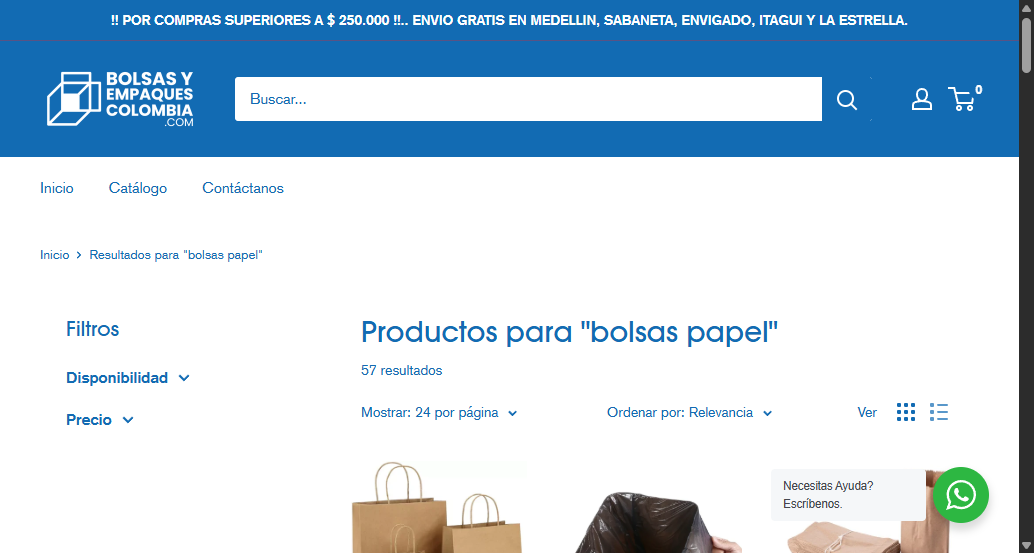 !! POR COMPRAS SUPERIORES A $ 250.000 !!.. ENVIO GRATIS EN MEDELLIN, SABANETA, ENVIGADO, ITAGUI Y LA ESTRELLA.
BOLSAS Y
EMPAQUES
COLOMBIA
.COM
Buscar...
0
Inicio Catálogo Contáctanos
Inicio > Resultados para "bolsas papel"
Filtros
Disponibilidad
Precio
Productos para "bolsas papel"
57 resultados
Mostrar: 24 por página Ordenar por: Relevancia Ver
Necesitas Ayuda?
Escríbenos.